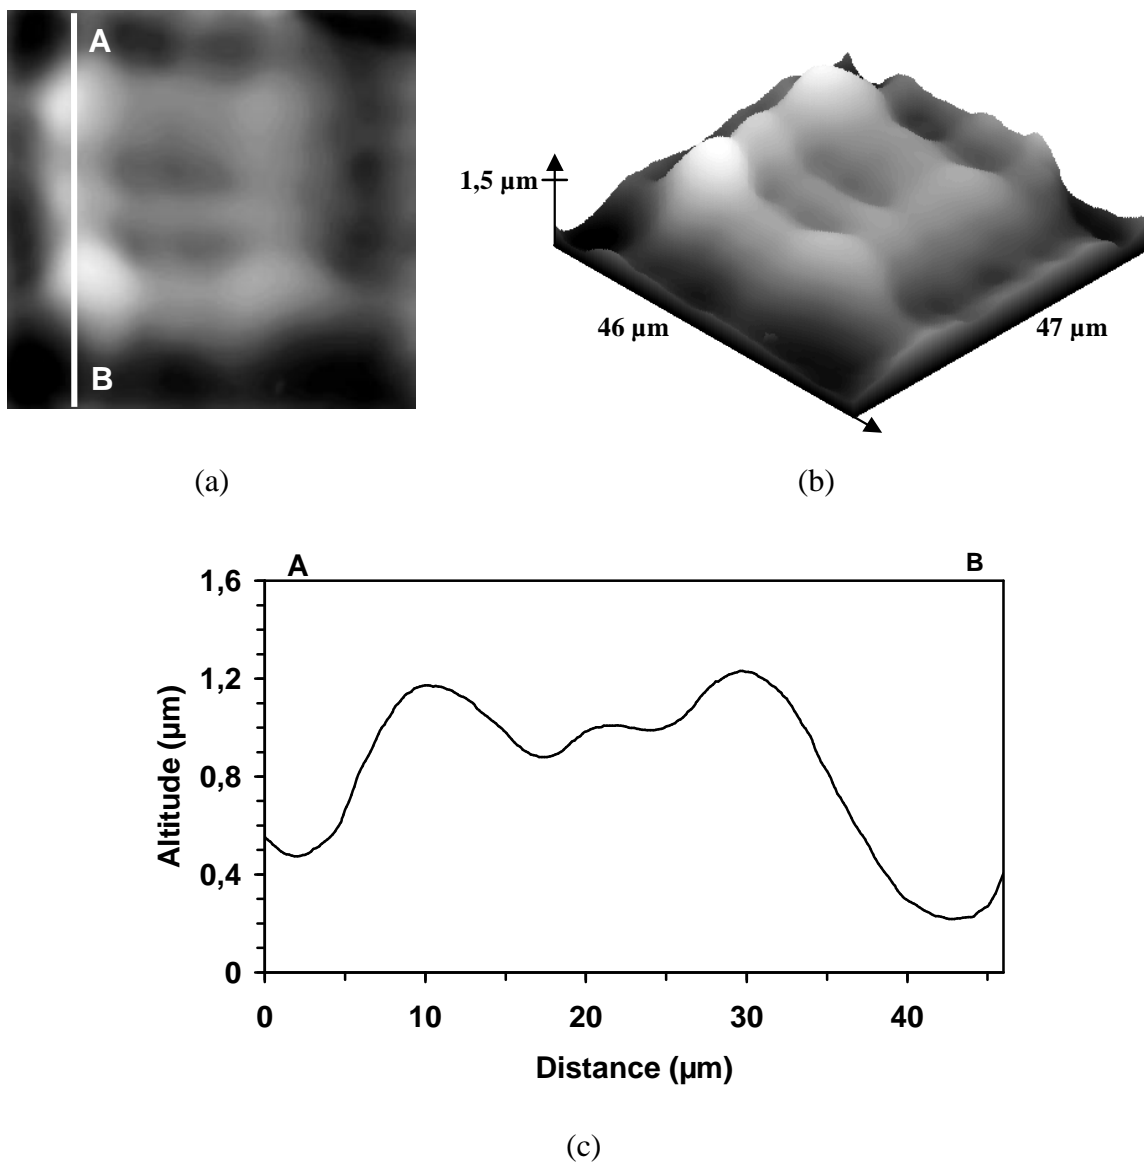 A
B
1,5 µm
46 µm
47 µm
(a)
(b)
A
B
1,6
1,2
0,8
0,4
0
Altitude (µm)
0
10
20
30
40
Distance (µm)
(c)